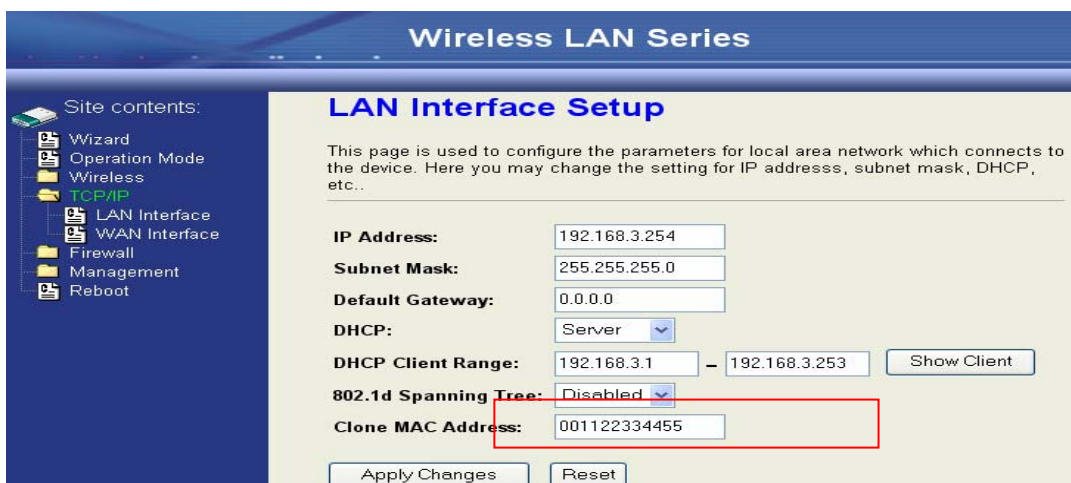 Wireless LAN Series
Site contents:
Wizard
Operation Mode
Wireless
TCP/IP
LAN Interface
WAN Interface
Firewall
Management
Reboot
LAN Interface Setup
This page is used to configure the parameters for local area network which connects to
the device. Here you may change the setting for IP addresss, subnet mask, DHCP,
etc..
IP Address: 192.168.3.254
Subnet Mask: 255.255.255.0
Default Gateway: 0.0.0.0
DHCP: Server
DHCP Client Range: 192.168.3.1 – 192.168.3.253 Show Client
802.1d Spanning Tree: Disabled
Clone MAC Address: 001122334455
Apply Changes Reset